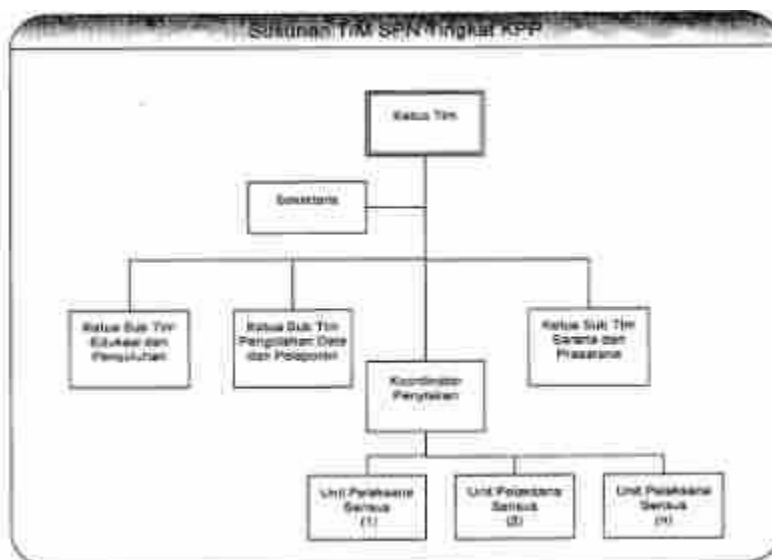 Susunan TIM SPN Tingkat KPP
Ketua Tim
Sekretaris
Ketua Sub Tim
Edukasi dan
Penyuluhan
Ketua Sub Tim
Pengolahan Data
dan Pelaporan
Ketua Sub Tim
Sarana dan
Prasarana
Koordinator
Penyisiran
Unit Pelaksana
Sensus
(1)
Unit Pelaksana
Sensus
(2)
Unit Pelaksana
Sensus
(n)